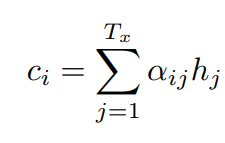 $c_i = \sum_{j=1}^{T_x} \alpha_{ij} h_j$